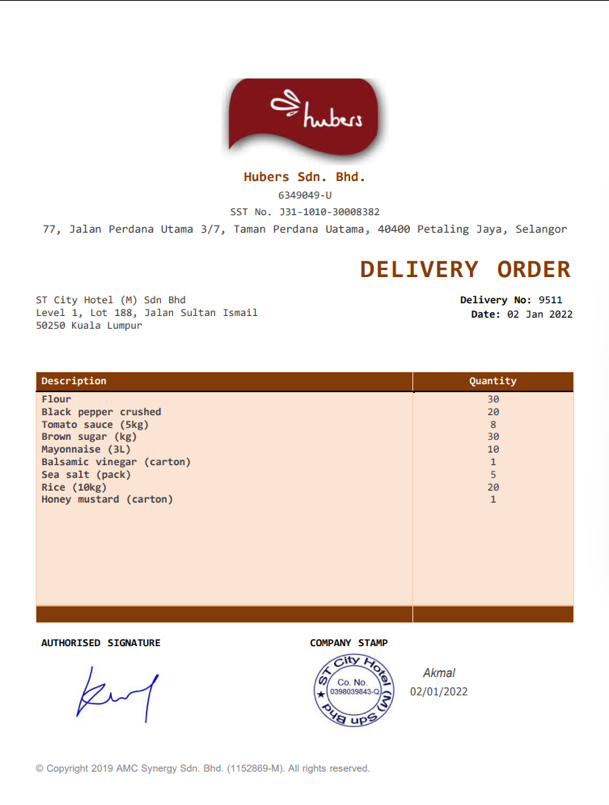 hubers
Hubers Sdn. Bhd.
6349049-U
SST No. J31-1010-30008382
77, Jalan Perdana Utama 3/7, Taman Perdana Uatama, 40400 Petaling Jaya, Selangor
DELIVERY ORDER
ST City Hotel (M) Sdn Bhd
Level 1, Lot 188, Jalan Sultan Ismail
50250 Kuala Lumpur
Delivery No: 9511
Date: 02 Jan 2022
Description Quantity
Flour 30
Black pepper crushed 20
Tomato sauce (5kg) 8
Brown sugar (kg) 30
Mayonnaise (3L) 10
Balsamic vinegar (carton) 1
Sea salt (pack) 5
Rice (10kg) 20
Honey mustard (carton) 1
AUTHORISED SIGNATURE
COMPANY STAMP
ST City Hotel (M) Sdn Bhd
Co. No.
0398039843-Q
Akmal
02/01/2022
© Copyright 2019 AMC Synergy Sdn. Bhd. (1152869-M). All rights reserved.